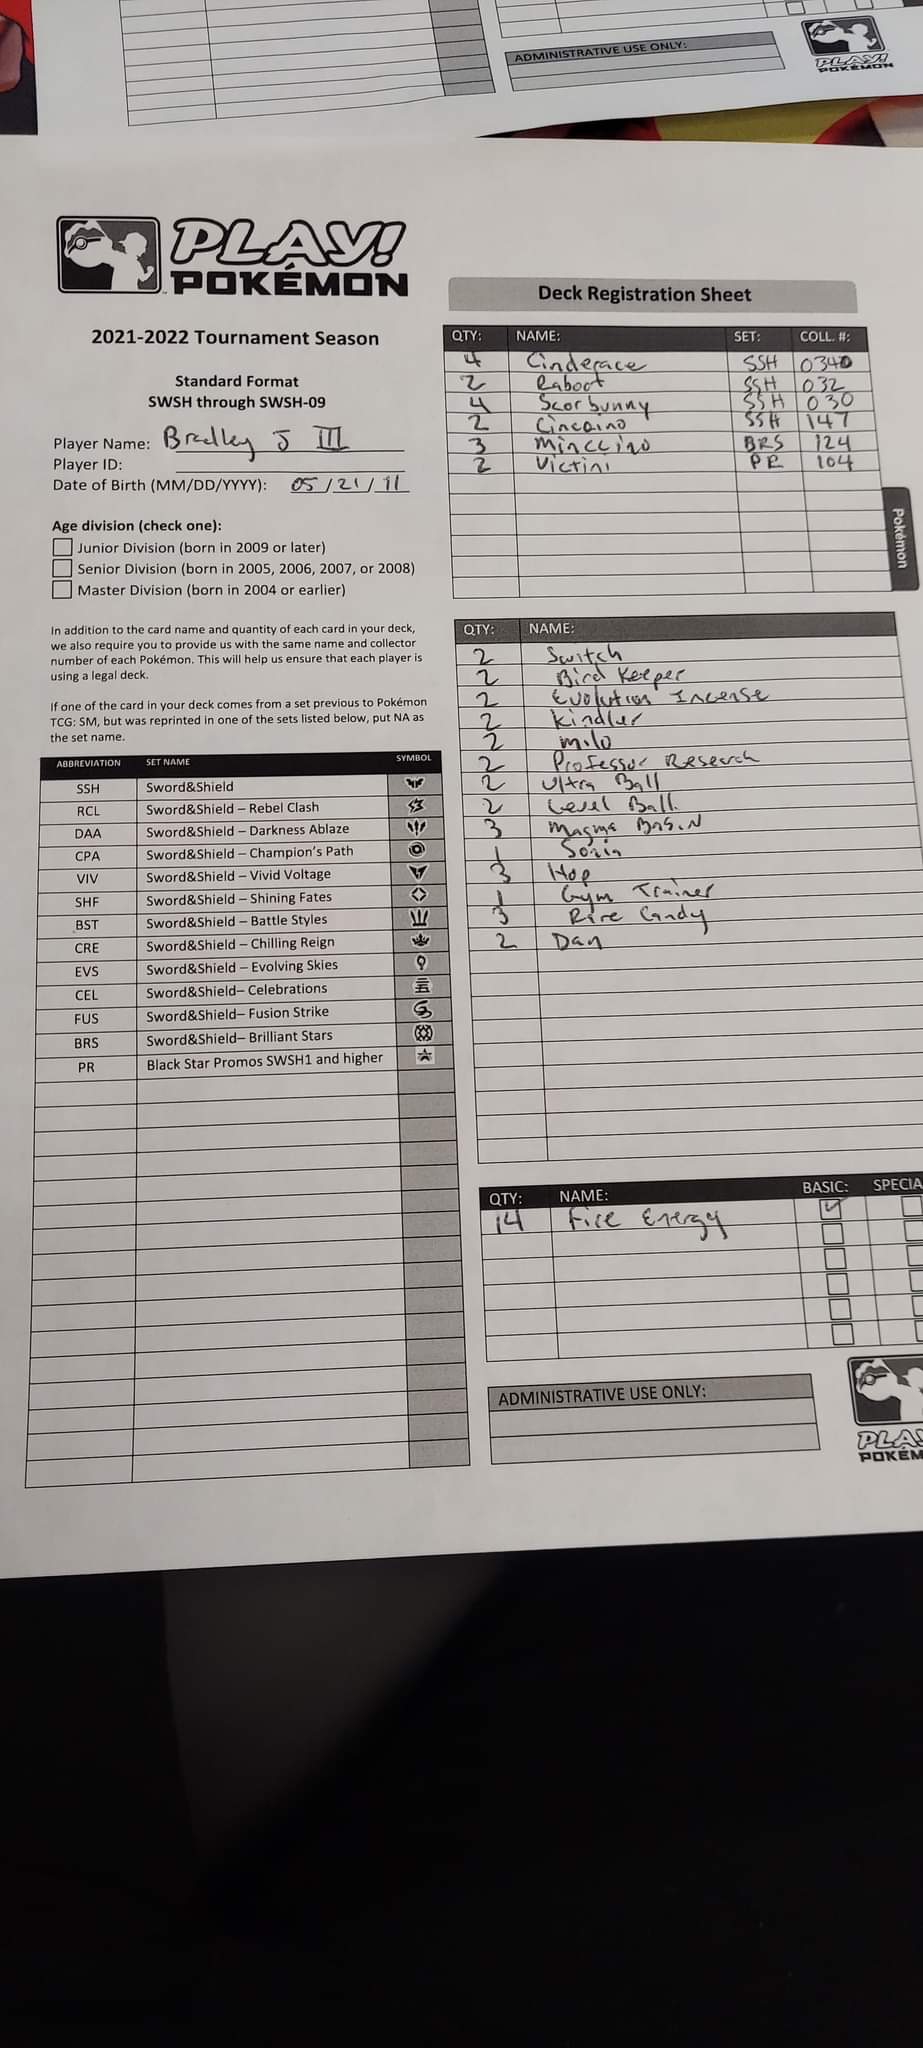 ADMINISTRATIVE USE ONLY:
PLAY!
POKÉMON
PLAY!
POKÉMON
2021-2022 Tournament Season
Standard Format
SWSH through SWSH-09
Player Name: Bradley J III
Player ID:
Date of Birth (MM/DD/YYYY): 05/21/11
Age division (check one):
Junior Division (born in 2009 or later)
Senior Division (born in 2005, 2006, 2007, or 2008)
Master Division (born in 2004 or earlier)
In addition to the card name and quantity of each card in your deck,
we also require you to provide us with the same name and collector
number of each Pokémon. This will help us ensure that each player is
using a legal deck.
If one of the card in your deck comes from a set previous to Pokémon
TCG: SM, but was reprinted in one of the sets listed below, put NA as
the set name.
ABBREVIATION SET NAME SYMBOL
SSH Sword&Shield
RCL Sword&Shield – Rebel Clash
DAA Sword&Shield – Darkness Ablaze
CPA Sword&Shield – Champion's Path
VIV Sword&Shield – Vivid Voltage
SHF Sword&Shield – Shining Fates
BST Sword&Shield – Battle Styles
CRE Sword&Shield – Chilling Reign
EVS Sword&Shield – Evolving Skies
CEL Sword&Shield– Celebrations
FUS Sword&Shield– Fusion Strike
BRS Sword&Shield– Brilliant Stars
PR Black Star Promos SWSH1 and higher
Deck Registration Sheet
QTY: NAME: SET: COLL. #:
4 Cinderace SSH 0340
2 Raboot SSH 032
4 Scorbunny SSH 030
2 Cinccino SSH 147
3 Minccino BRS 124
2 Victini PR 104
Pokémon
QTY: NAME:
2 Switch
2 Bird Keeper
2 Evolution Incense
2 Kindler
2 Milo
2 Professor Research
2 Ultra Ball
2 Level Ball
3 Magma Basin
1 Sonia
3 Hop
1 Gym Trainer
3 Rare Candy
2 Dan
QTY: NAME: BASIC: SPECIA
14 Fire Energy
ADMINISTRATIVE USE ONLY:
PLAY
POKÉM